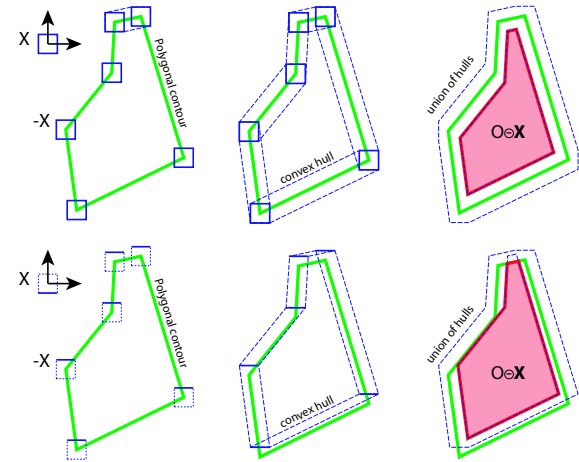 X
-X
Polygonal contour
convex hull
union of hulls
O⊖X
X
-X
Polygonal contour
convex hull
union of hulls
O⊖X